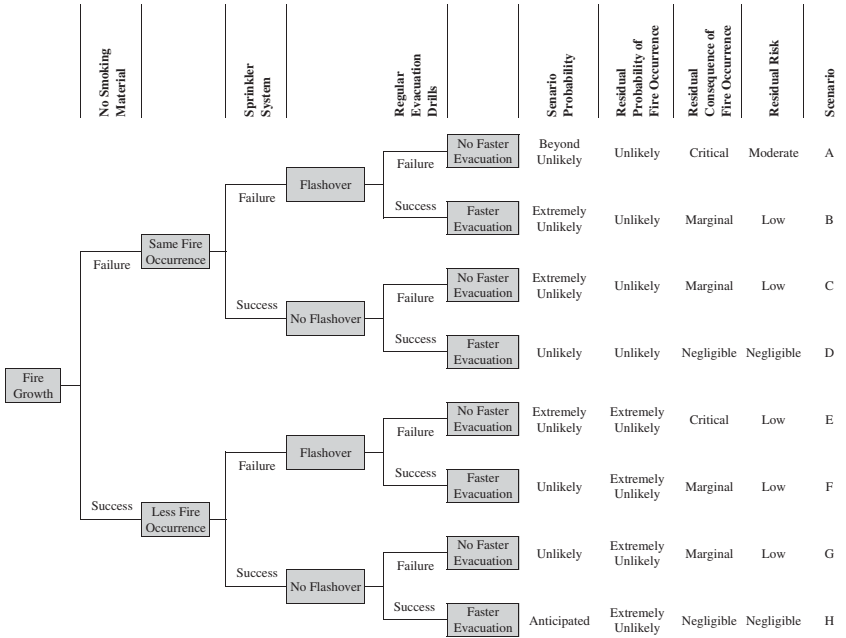 No Smoking
Material
Sprinkler
System
Regular
Evacuation
Drills
Senario
Probability
Residual
Probability of
Fire Occurrence
Residual
Consequence of
Fire Occurrence
Residual Risk
Scenario
Fire
Growth
Failure
Same Fire
Occurrence
Failure
Flashover
Failure
No Faster
Evacuation
Beyond
Unlikely
Unlikely
Critical
Moderate
A
Success
Faster
Evacuation
Extremely
Unlikely
Unlikely
Marginal
Low
B
Success
No Flashover
Failure
No Faster
Evacuation
Extremely
Unlikely
Unlikely
Marginal
Low
C
Success
Faster
Evacuation
Unlikely
Unlikely
Negligible
Negligible
D
Success
Less Fire
Occurrence
Failure
Flashover
Failure
No Faster
Evacuation
Extremely
Unlikely
Extremely
Unlikely
Critical
Low
E
Success
Faster
Evacuation
Unlikely
Extremely
Unlikely
Marginal
Low
F
Success
No Flashover
Failure
No Faster
Evacuation
Unlikely
Extremely
Unlikely
Marginal
Low
G
Success
Faster
Evacuation
Anticipated
Extremely
Unlikely
Negligible
Negligible
H